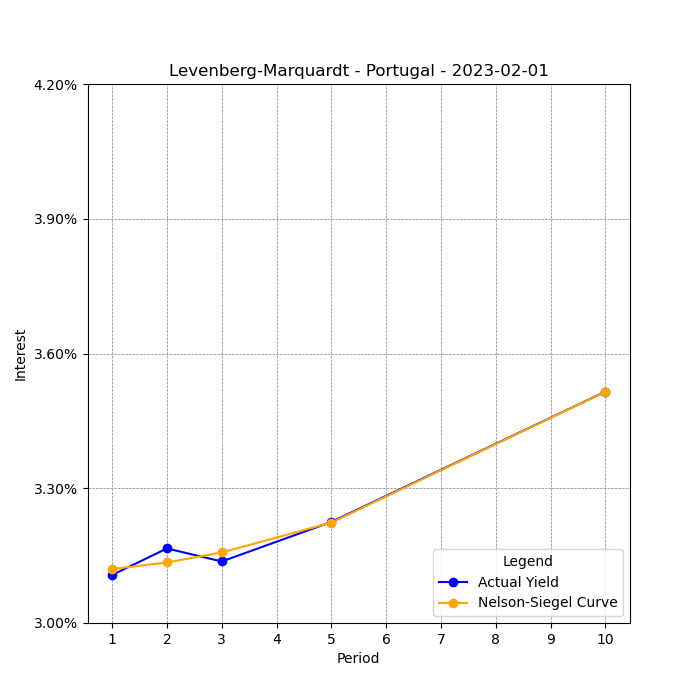 Levenberg-Marquardt - Portugal - 2023-02-01
4.20%
3.90%
3.60%
3.30%
3.00%
Interest
1 2 3 4 5 6 7 8 9 10
Period
Legend
Actual Yield
Nelson-Siegel Curve